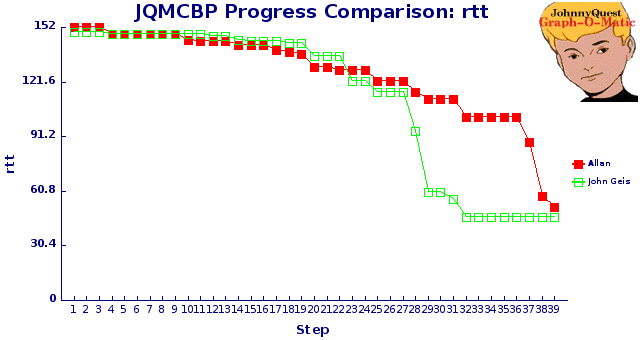 JQMCBP Progress Comparison: rtt
JohnnyQuest
Graph-O-Matic
152
121.6
91.2
60.8
30.4
0
rtt
Allan
John Geis
1 2 3 4 5 6 7 8 9 10 11 12 13 14 15 16 17 18 19 20 21 22 23 24 25 26 27 28 29 30 31 32 33 34 35 36 37 38 39
Step